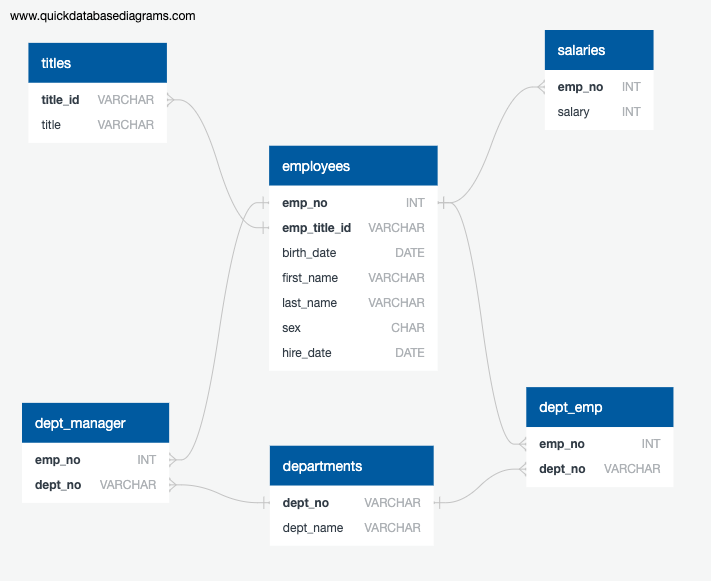 www.quickdatabasediagrams.com
titles
title_id VARCHAR
title VARCHAR
salaries
emp_no INT
salary INT
employees
emp_no INT
emp_title_id VARCHAR
birth_date DATE
first_name VARCHAR
last_name VARCHAR
sex CHAR
hire_date DATE
dept_manager
emp_no INT
dept_no VARCHAR
departments
dept_no VARCHAR
dept_name VARCHAR
dept_emp
emp_no INT
dept_no VARCHAR